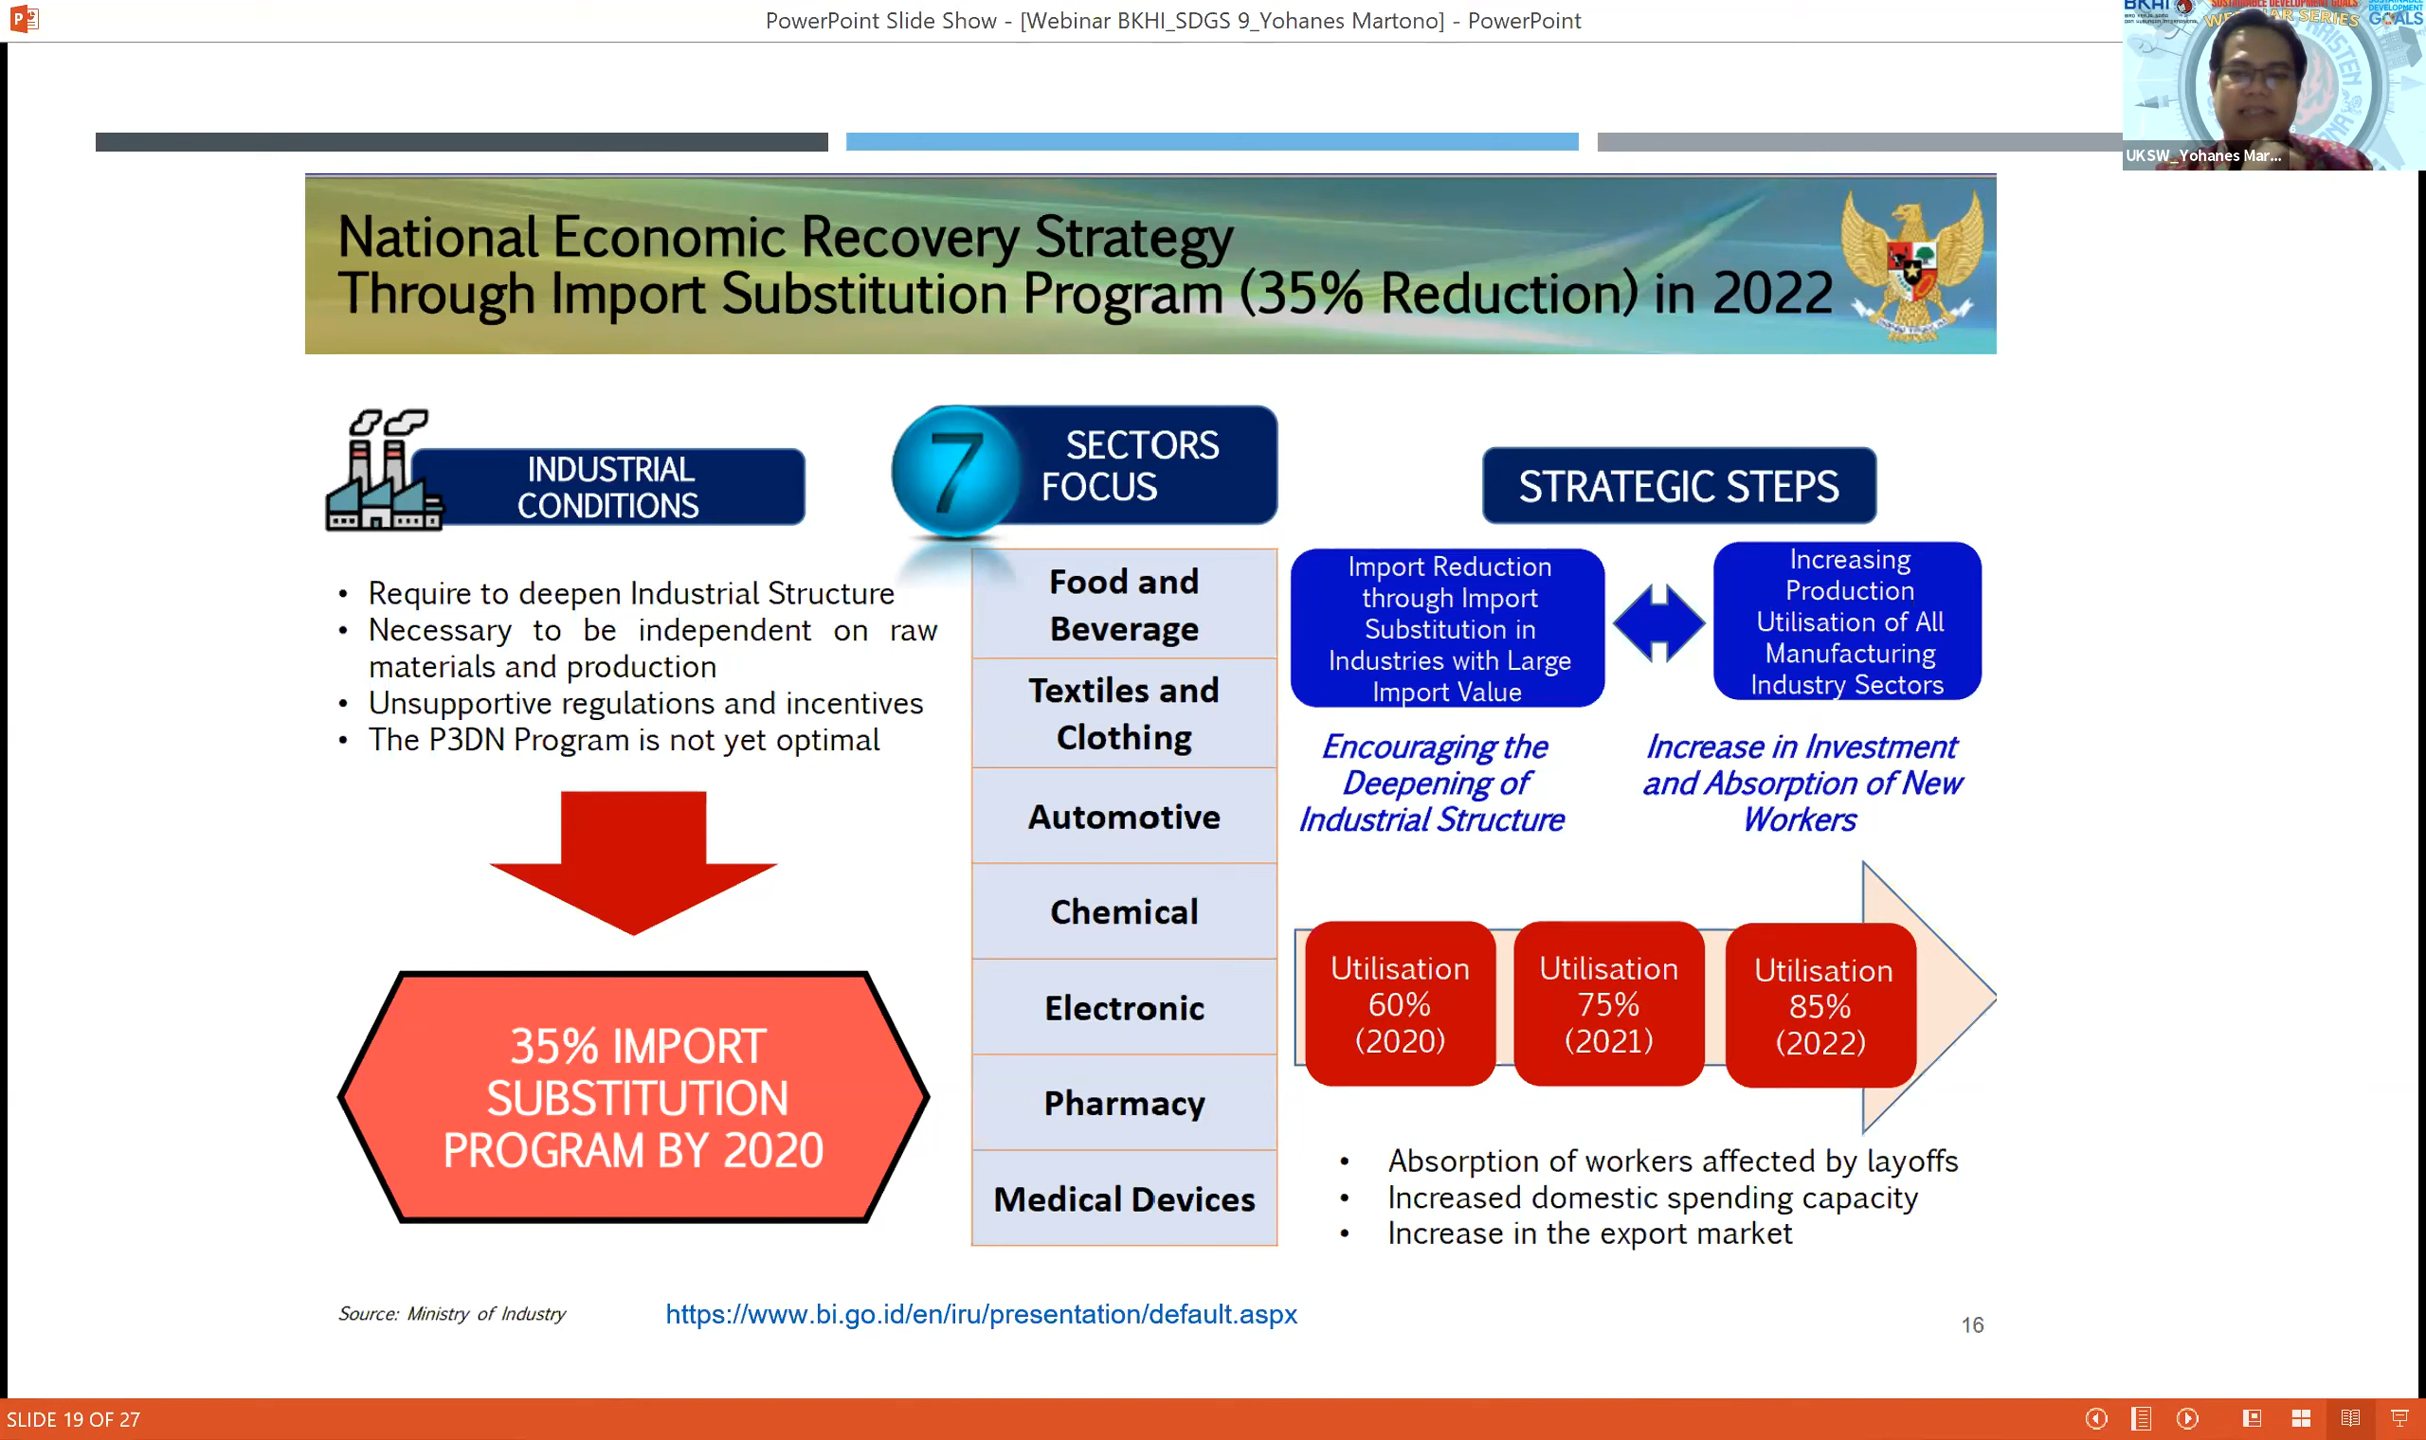 PowerPoint Slide Show - [Webinar BKHI_SDGS 9_Yohanes Martono] - PowerPoint
BKHI
SUSTAINABLE DEVELOPMENT GOALS
GOALS
UKSW_Yohanes Mar...
National Economic Recovery Strategy
Through Import Substitution Program (35% Reduction) in 2022
INDUSTRIAL
CONDITIONS
• Require to deepen Industrial Structure
• Necessary to be independent on raw
materials and production
• Unsupportive regulations and incentives
• The P3DN Program is not yet optimal
35% IMPORT
SUBSTITUTION
PROGRAM BY 2020
7
SECTORS
FOCUS
Food and
Beverage
Textiles and
Clothing
Automotive
Chemical
Electronic
Pharmacy
Medical Devices
STRATEGIC STEPS
Import Reduction
through Import
Substitution in
Industries with Large
Import Value
Increasing
Production
Utilisation of All
Manufacturing
Industry Sectors
Encouraging the
Deepening of
Industrial Structure
Increase in Investment
and Absorption of New
Workers
Utilisation
60%
(2020)
Utilisation
75%
(2021)
Utilisation
85%
(2022)
• Absorption of workers affected by layoffs
• Increased domestic spending capacity
• Increase in the export market
Source: Ministry of Industry
https://www.bi.go.id/en/iru/presentation/default.aspx
16
SLIDE 19 OF 27